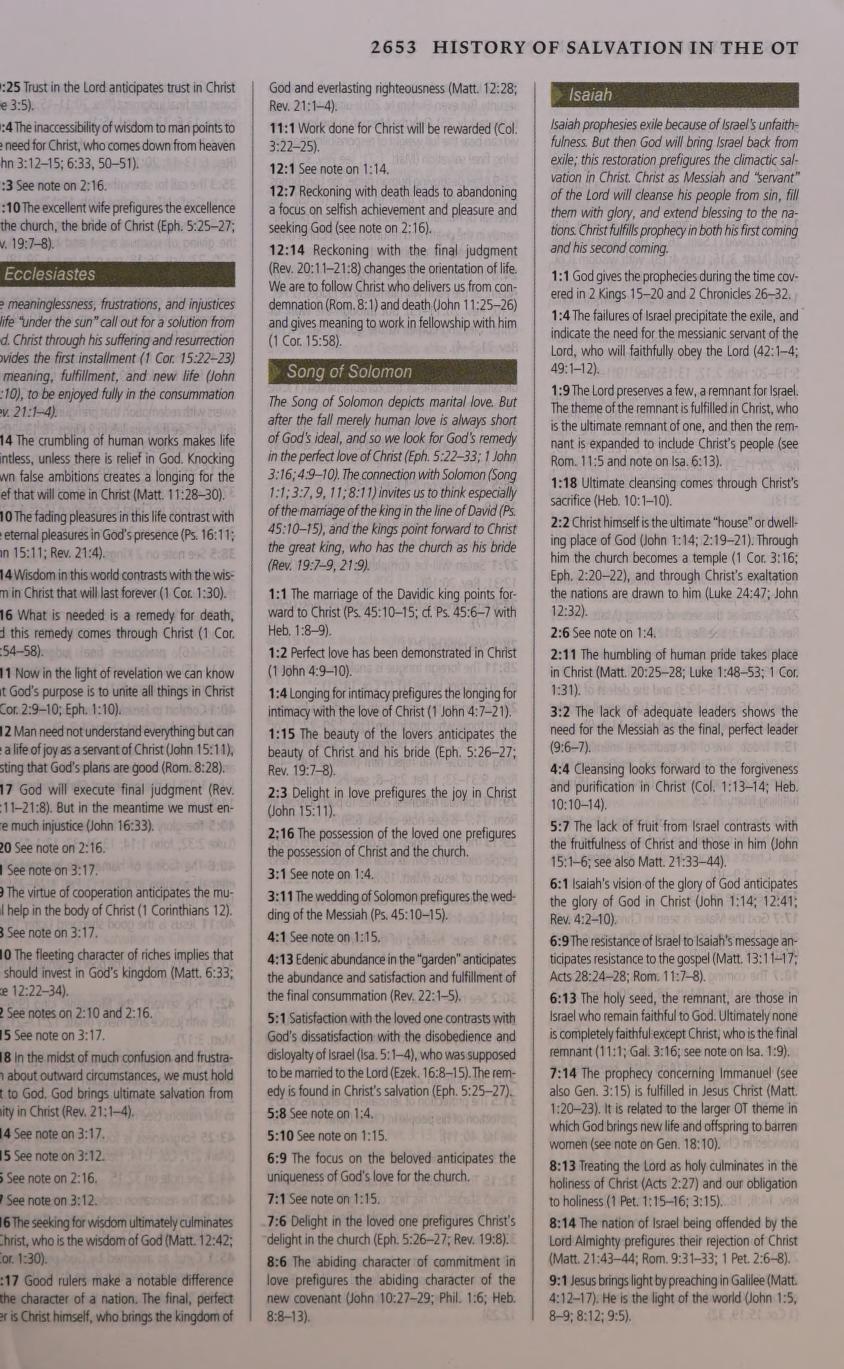 2653 HISTORY OF SALVATION IN THE OT
:25 Trust in the Lord anticipates trust in Christ
3:5).
:4 The inaccessibility of wisdom to man points to
need for Christ, who comes down from heaven
hn 3:12–15; 6:33, 50–51).
:3 See note on 2:16.
:10 The excellent wife prefigures the excellence
the church, the bride of Christ (Eph. 5:25–27;
v. 19:7–8).
Ecclesiastes
meaninglessness, frustrations, and injustices
life "under the sun" call out for a solution from
d. Christ through his suffering and resurrection
ovides the first installment (1 Cor. 15:22–23)
meaning, fulfillment, and new life (John
:10), to be enjoyed fully in the consummation
v. 21:1–4).
14 The crumbling of human works makes life
intless, unless there is relief in God. Knocking
wn false ambitions creates a longing for the
ef that will come in Christ (Matt. 11:28–30).
10 The fading pleasures in this life contrast with
eternal pleasures in God's presence (Ps. 16:11;
n 15:11; Rev. 21:4).
14 Wisdom in this world contrasts with the wis-
m in Christ that will last forever (1 Cor. 1:30).
16 What is needed is a remedy for death,
d this remedy comes through Christ (1 Cor.
:54–58).
11 Now in the light of revelation we can know
t God's purpose is to unite all things in Christ
Cor. 2:9–10; Eph. 1:10).
12 Man need not understand everything but can
a life of joy as a servant of Christ (John 15:11),
sting that God's plans are good (Rom. 8:28).
17 God will execute final judgment (Rev.
:11–21:8). But in the meantime we must en-
e much injustice (John 16:33).
20 See note on 2:16.
See note on 3:17.
The virtue of cooperation anticipates the mu-
l help in the body of Christ (1 Corinthians 12).
See note on 3:17.
10 The fleeting character of riches implies that
should invest in God's kingdom (Matt. 6:33;
e 12:22–34).
See notes on 2:10 and 2:16.
15 See note on 3:17.
18 In the midst of much confusion and frustra-
about outward circumstances, we must hold
t to God. God brings ultimate salvation from
ity in Christ (Rev. 21:1–4).
14 See note on 3:17.
15 See note on 3:12.
See note on 2:16.
See note on 3:12.
16 The seeking for wisdom ultimately culminates
Christ, who is the wisdom of God (Matt. 12:42;
or. 1:30).
:17 Good rulers make a notable difference
the character of a nation. The final, perfect
er is Christ himself, who brings the kingdom of
God and everlasting righteousness (Matt. 12:28;
Rev. 21:1–4).
11:1 Work done for Christ will be rewarded (Col.
3:22–25).
12:1 See note on 1:14.
12:7 Reckoning with death leads to abandoning
a focus on selfish achievement and pleasure and
seeking God (see note on 2:16).
12:14 Reckoning with the final judgment
(Rev. 20:11–21:8) changes the orientation of life.
We are to follow Christ who delivers us from con-
demnation (Rom. 8:1) and death (John 11:25–26)
and gives meaning to work in fellowship with him
(1 Cor. 15:58).
Song of Solomon
The Song of Solomon depicts marital love. But
after the fall merely human love is always short
of God's ideal, and so we look for God's remedy
in the perfect love of Christ (Eph. 5:22–33; 1 John
3:16; 4:9–10). The connection with Solomon (Song
1:1; 3:7, 9, 11; 8:11) invites us to think especially
of the marriage of the king in the line of David (Ps.
45:10–15), and the kings point forward to Christ
the great king, who has the church as his bride
(Rev. 19:7–9, 21:9).
1:1 The marriage of the Davidic king points for-
ward to Christ (Ps. 45:10–15; cf. Ps. 45:6–7 with
Heb. 1:8–9).
1:2 Perfect love has been demonstrated in Christ
(1 John 4:9–10).
1:4 Longing for intimacy prefigures the longing for
intimacy with the love of Christ (1 John 4:7–21).
1:15 The beauty of the lovers anticipates the
beauty of Christ and his bride (Eph. 5:26–27;
Rev. 19:7–8).
2:3 Delight in love prefigures the joy in Christ
(John 15:11).
2:16 The possession of the loved one prefigures
the possession of Christ and the church.
3:1 See note on 1:4.
3:11 The wedding of Solomon prefigures the wed-
ding of the Messiah (Ps. 45:10–15).
4:1 See note on 1:15.
4:13 Edenic abundance in the "garden" anticipates
the abundance and satisfaction and fulfillment of
the final consummation (Rev. 22:1–5).
5:1 Satisfaction with the loved one contrasts with
God's dissatisfaction with the disobedience and
disloyalty of Israel (Isa. 5:1–4), who was supposed
to be married to the Lord (Ezek. 16:8–15). The rem-
edy is found in Christ's salvation (Eph. 5:25–27).
5:8 See note on 1:4.
5:10 See note on 1:15.
6:9 The focus on the beloved anticipates the
uniqueness of God's love for the church.
7:1 See note on 1:15.
7:6 Delight in the loved one prefigures Christ's
delight in the church (Eph. 5:26–27; Rev. 19:8).
8:6 The abiding character of commitment in
love prefigures the abiding character of the
new covenant (John 10:27–29; Phil. 1:6; Heb.
8:8–13).
Isaiah
Isaiah prophesies exile because of Israel's unfaith-
fulness. But then God will bring Israel back from
exile; this restoration prefigures the climactic sal-
vation in Christ. Christ as Messiah and "servant"
of the Lord will cleanse his people from sin, fill
them with glory, and extend blessing to the na-
tions. Christ fulfills prophecy in both his first coming
and his second coming.
1:1 God gives the prophecies during the time cov-
ered in 2 Kings 15–20 and 2 Chronicles 26–32.
1:4 The failures of Israel precipitate the exile, and
indicate the need for the messianic servant of the
Lord, who will faithfully obey the Lord (42:1–4;
49:1–12).
1:9 The Lord preserves a few, a remnant for Israel.
The theme of the remnant is fulfilled in Christ, who
is the ultimate remnant of one, and then the rem-
nant is expanded to include Christ's people (see
Rom. 11:5 and note on Isa. 6:13).
1:18 Ultimate cleansing comes through Christ's
sacrifice (Heb. 10:1–10).
2:2 Christ himself is the ultimate "house" or dwell-
ing place of God (John 1:14; 2:19–21). Through
him the church becomes a temple (1 Cor. 3:16;
Eph. 2:20–22), and through Christ's exaltation
the nations are drawn to him (Luke 24:47; John
12:32).
2:6 See note on 1:4.
2:11 The humbling of human pride takes place
in Christ (Matt. 20:25–28; Luke 1:48–53; 1 Cor.
1:31).
3:2 The lack of adequate leaders shows the
need for the Messiah as the final, perfect leader
(9:6–7).
4:4 Cleansing looks forward to the forgiveness
and purification in Christ (Col. 1:13–14; Heb.
10:10–14).
5:7 The lack of fruit from Israel contrasts with
the fruitfulness of Christ and those in him (John
15:1–6; see also Matt. 21:33–44).
6:1 Isaiah's vision of the glory of God anticipates
the glory of God in Christ (John 1:14; 12:41;
Rev. 4:2–10).
6:9 The resistance of Israel to Isaiah's message an-
ticipates resistance to the gospel (Matt. 13:11–17;
Acts 28:24–28; Rom. 11:7–8).
6:13 The holy seed, the remnant, are those in
Israel who remain faithful to God. Ultimately none
is completely faithful except Christ, who is the final
remnant (11:1; Gal. 3:16; see note on Isa. 1:9).
7:14 The prophecy concerning Immanuel (see
also Gen. 3:15) is fulfilled in Jesus Christ (Matt.
1:20–23). It is related to the larger OT theme in
which God brings new life and offspring to barren
women (see note on Gen. 18:10).
8:13 Treating the Lord as holy culminates in the
holiness of Christ (Acts 2:27) and our obligation
to holiness (1 Pet. 1:15–16; 3:15).
8:14 The nation of Israel being offended by the
Lord Almighty prefigures their rejection of Christ
(Matt. 21:43–44; Rom. 9:31–33; 1 Pet. 2:6–8).
9:1 Jesus brings light by preaching in Galilee (Matt.
4:12–17). He is the light of the world (John 1:5,
8–9; 8:12; 9:5).